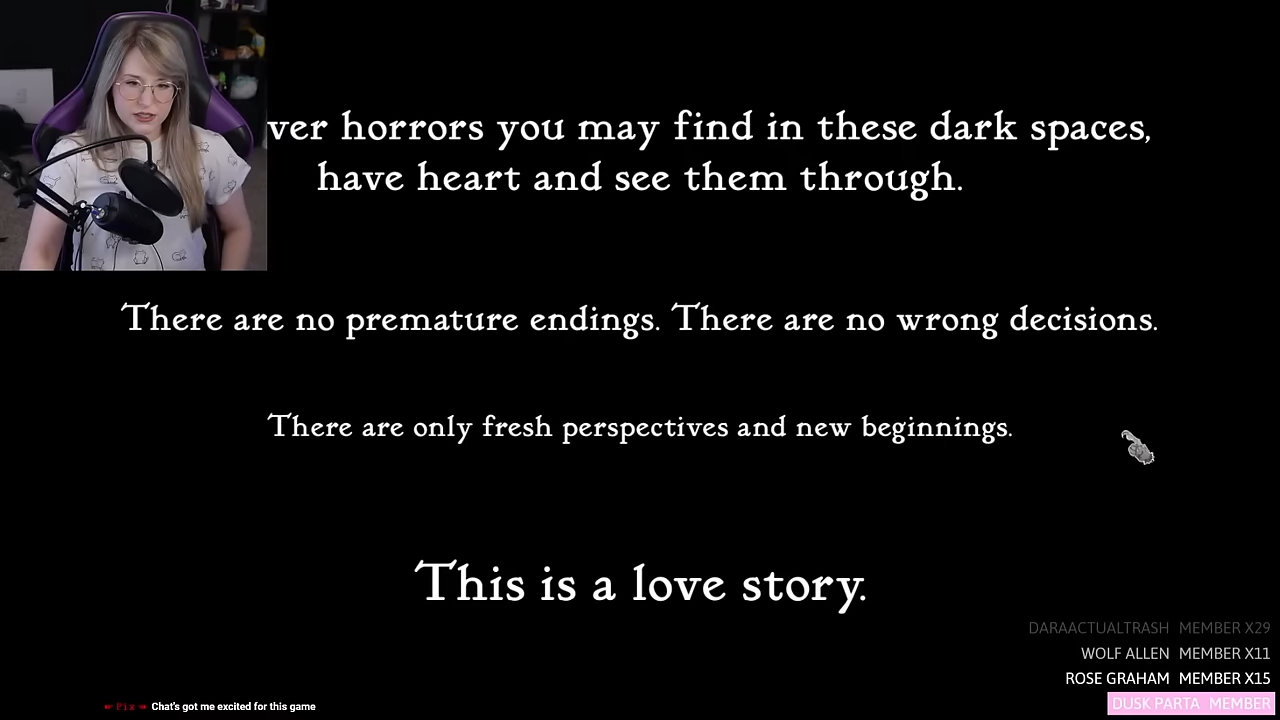 ver horrors you may find in these dark spaces,
have heart and see them through.
There are no premature endings. There are no wrong decisions.
There are only fresh perspectives and new beginnings.
This is a love story.
DARAACTUALTRASH MEMBER X29
WOLF ALLEN MEMBER X11
ROSE GRAHAM MEMBER X15
DUSK PARTA MEMBER
Pix Chat's got me excited for this game